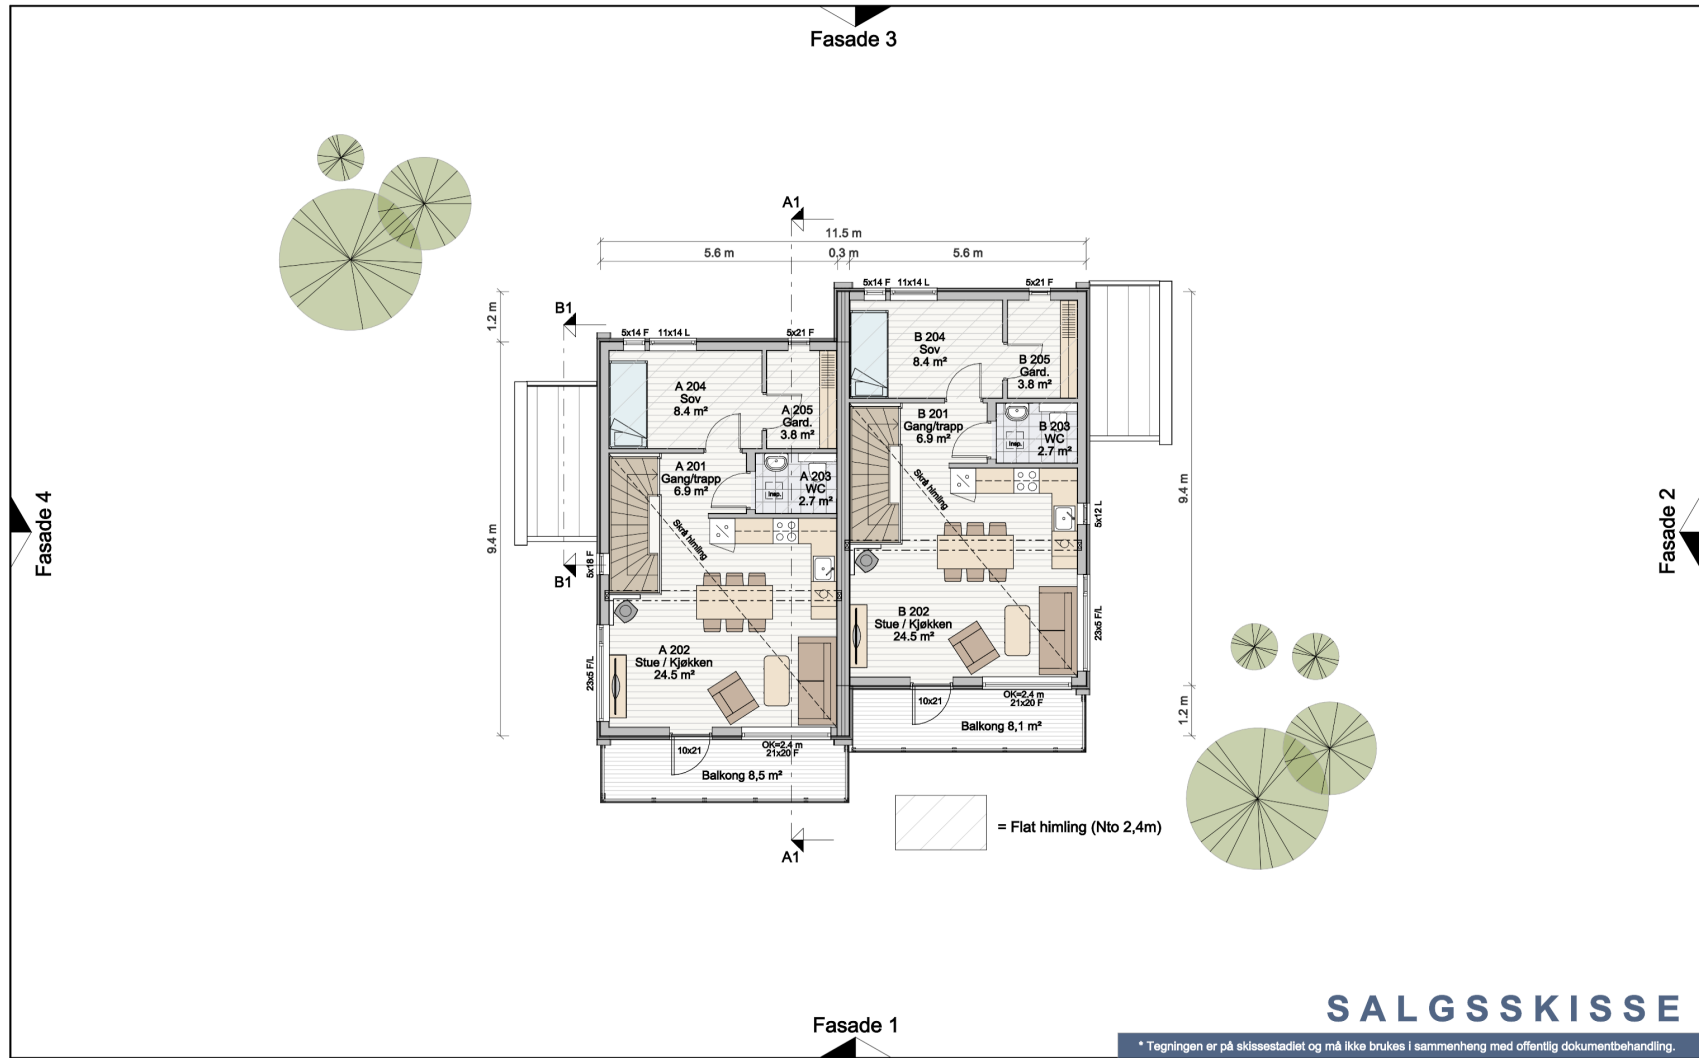 Fasade 3
A1
11.5 m
5.6 m
0.3 m
5.6 m
1.2 m
B1
5x14 F
11x14 L
5x21 F
5x14 F
11x14 L
5x21 F
B 204
Sov
8.4 m²
B 205
Gard.
3.8 m²
A 204
Sov
8.4 m²
A 205
Gard.
3.8 m²
B 201
Gang/trapp
6.9 m²
B 203
WC
2.7 m²
Insp.
A 201
Gang/trapp
6.9 m²
A 203
WC
2.7 m²
Insp.
Skrå himling
Skrå himling
9.4 m
9.4 m
5x12 L
5x18 F
B1
Fasade 4
Fasade 2
B 202
Stue / Kjøkken
24.5 m²
23x5 F/L
A 202
Stue / Kjøkken
24.5 m²
23x5 F/L
10x21
OK=2.4 m
21x20 F
1.2 m
Balkong 8,1 m²
10x21
OK=2.4 m
21x20 F
Balkong 8,5 m²
= Flat himling (Nto 2,4m)
A1
SALGSSKISSE
Fasade 1
* Tegningen er på skissestadiet og må ikke brukes i sammenheng med offentlig dokumentbehandling.